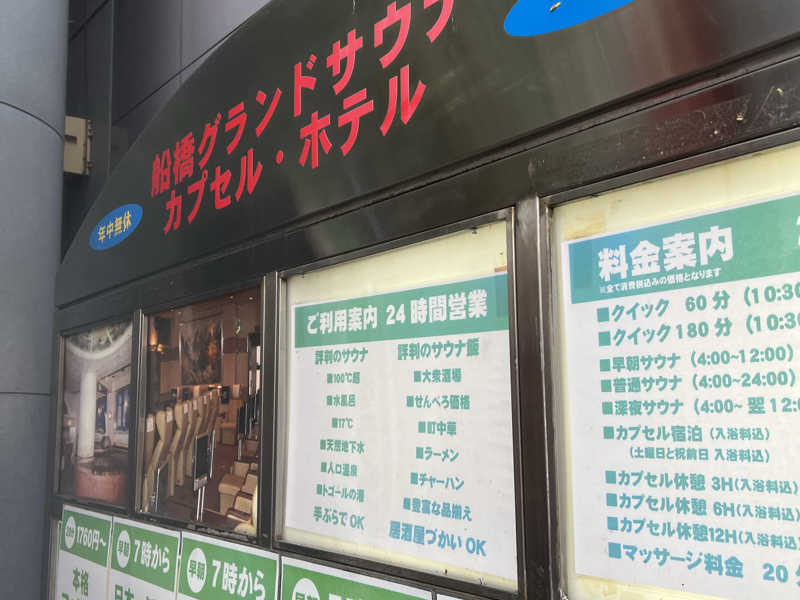 船橋グランドサウナ
カプセル・ホテル
年中無休
ご利用案内 24時間営業
評判のサウナ
■100℃超
■水風呂
■17℃
■天然地下水
■人口温泉
■トゴールの湯
手ぶらでOK
評判のサウナ飯
■大衆酒場
■せんべろ価格
■町中華
■ラーメン
■チャーハン
■豊富な品揃え
居酒屋づかいOK
料金案内
※全て消費税込みの価格となります
■クイック 60分 (10:30
■クイック180分 (10:30
■早朝サウナ (4:00~12:00)
■普通サウナ (4:00~24:00)
■深夜サウナ (4:00~ 翌12:0
■カプセル宿泊 (入浴料込)
(土曜日と祝前日 入浴料込)
■カプセル休憩 3H (入浴料込)
■カプセル休憩 6H (入浴料込)
■カプセル休憩12H (入浴料込)
■マッサージ料金 20分
1760円~
本格
早朝 7時から
日本
早朝 7時から
早朝